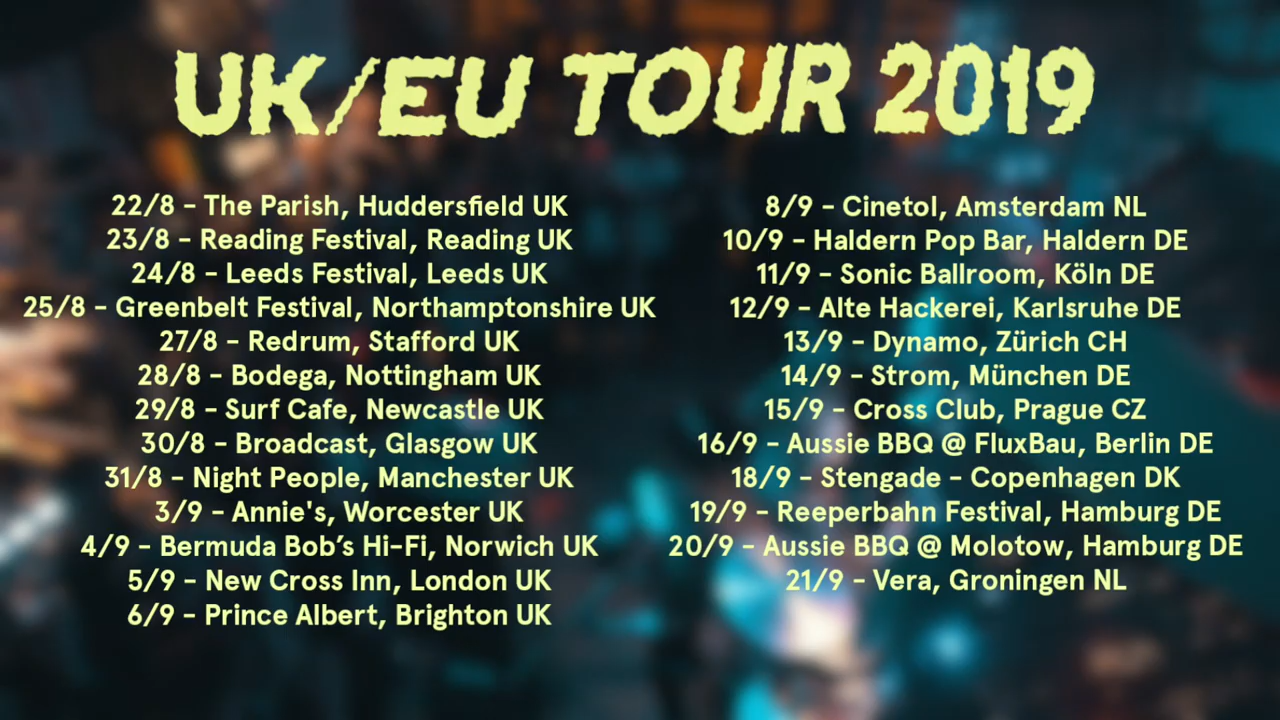 UK/EU TOUR 2019
22/8 - The Parish, Huddersfield UK
23/8 - Reading Festival, Reading UK
24/8 - Leeds Festival, Leeds UK
25/8 - Greenbelt Festival, Northamptonshire UK
27/8 - Redrum, Stafford UK
28/8 - Bodega, Nottingham UK
29/8 - Surf Cafe, Newcastle UK
30/8 - Broadcast, Glasgow UK
31/8 - Night People, Manchester UK
3/9 - Annie's, Worcester UK
4/9 - Bermuda Bob’s Hi-Fi, Norwich UK
5/9 - New Cross Inn, London UK
6/9 - Prince Albert, Brighton UK
8/9 - Cinetol, Amsterdam NL
10/9 - Haldern Pop Bar, Haldern DE
11/9 - Sonic Ballroom, Köln DE
12/9 - Alte Hackerei, Karlsruhe DE
13/9 - Dynamo, Zürich CH
14/9 - Strom, München DE
15/9 - Cross Club, Prague CZ
16/9 - Aussie BBQ @ FluxBau, Berlin DE
18/9 - Stengade - Copenhagen DK
19/9 - Reeperbahn Festival, Hamburg DE
20/9 - Aussie BBQ @ Molotow, Hamburg DE
21/9 - Vera, Groningen NL